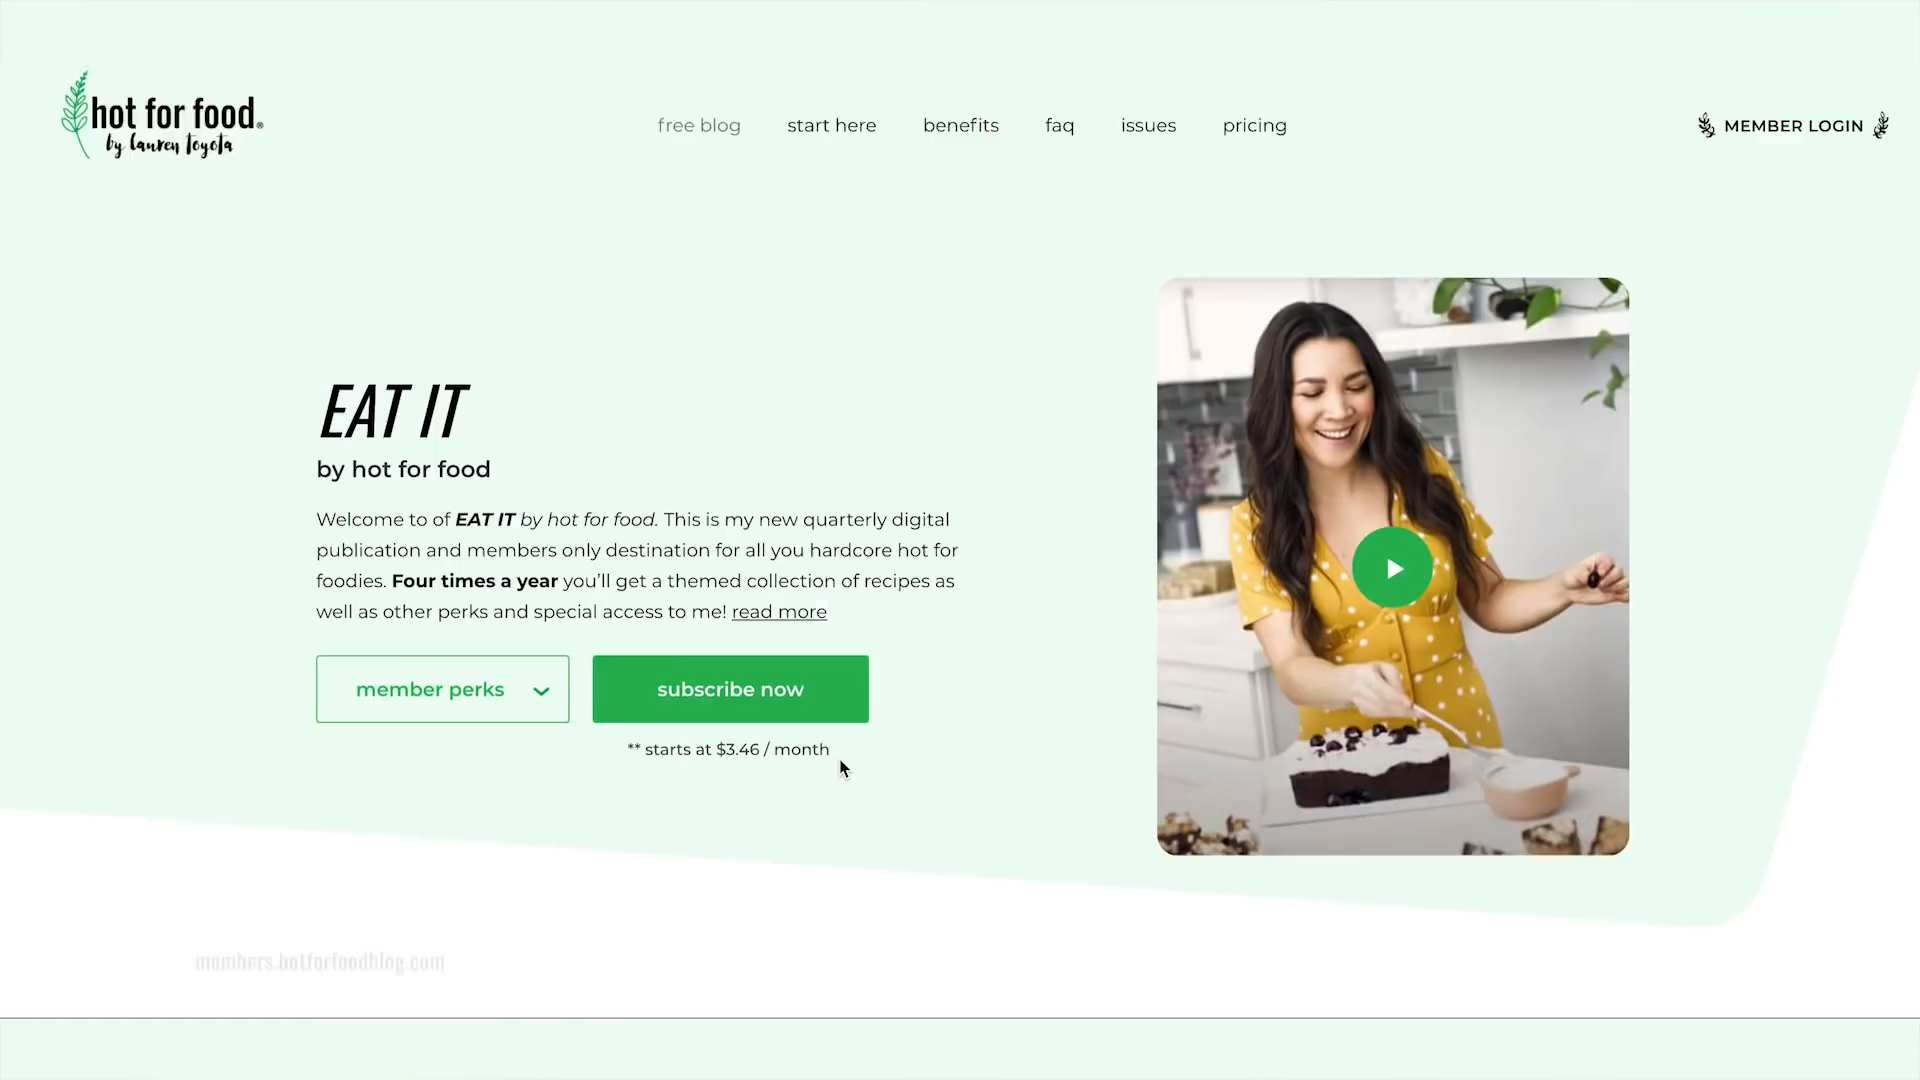 hot for food®
by lauren toyota
free blog
start here
benefits
faq
issues
pricing
MEMBER LOGIN
EAT IT
by hot for food
Welcome to of EAT IT by hot for food. This is my new quarterly digital
publication and members only destination for all you hardcore hot for
foodies. Four times a year you'll get a themed collection of recipes as
well as other perks and special access to me! read more
member perks
subscribe now
** starts at $3.46 / month
members.hotforfoodblog.com